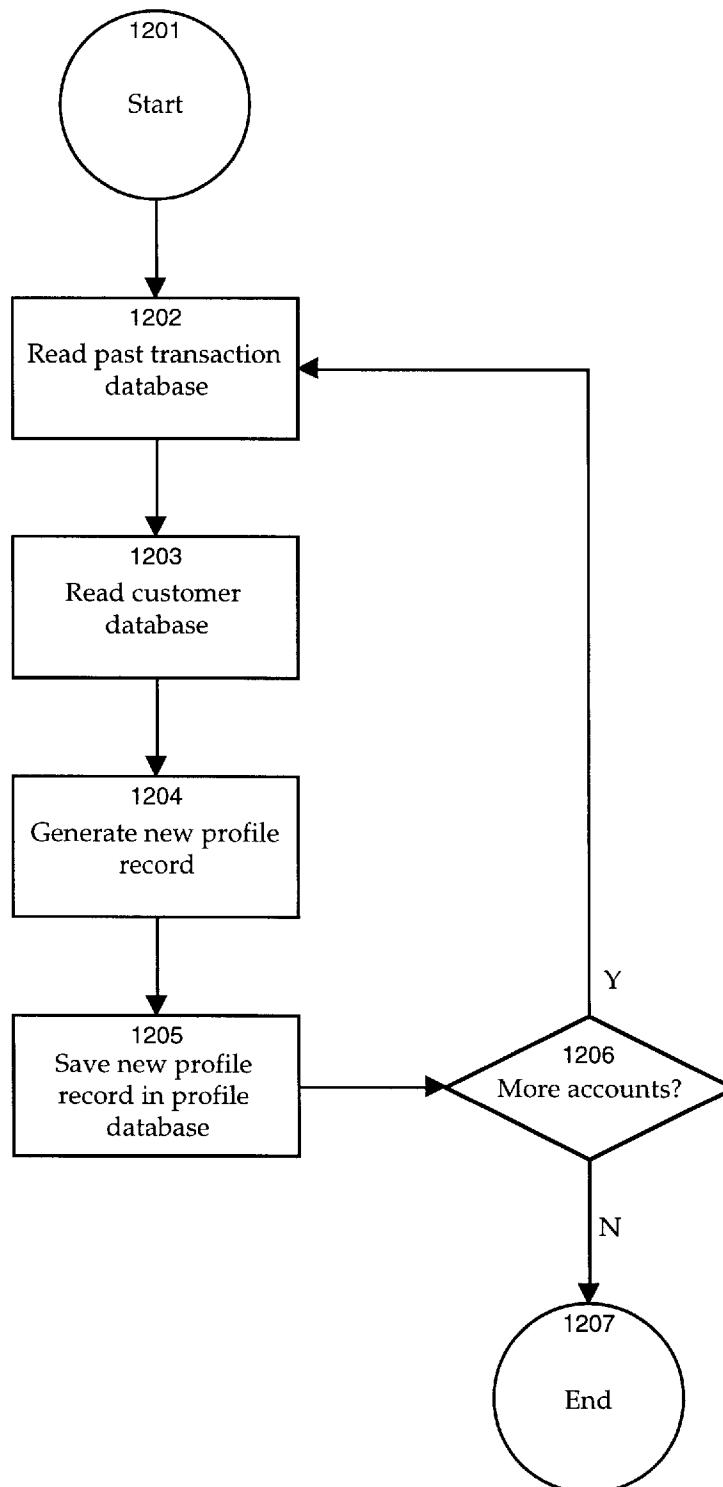 1201
Start
1202
Read past transaction
database
1203
Read customer
database
1204
Generate new profile
record
1205
Save new profile
record in profile
database
Y
1206
More accounts?
N
1207
End